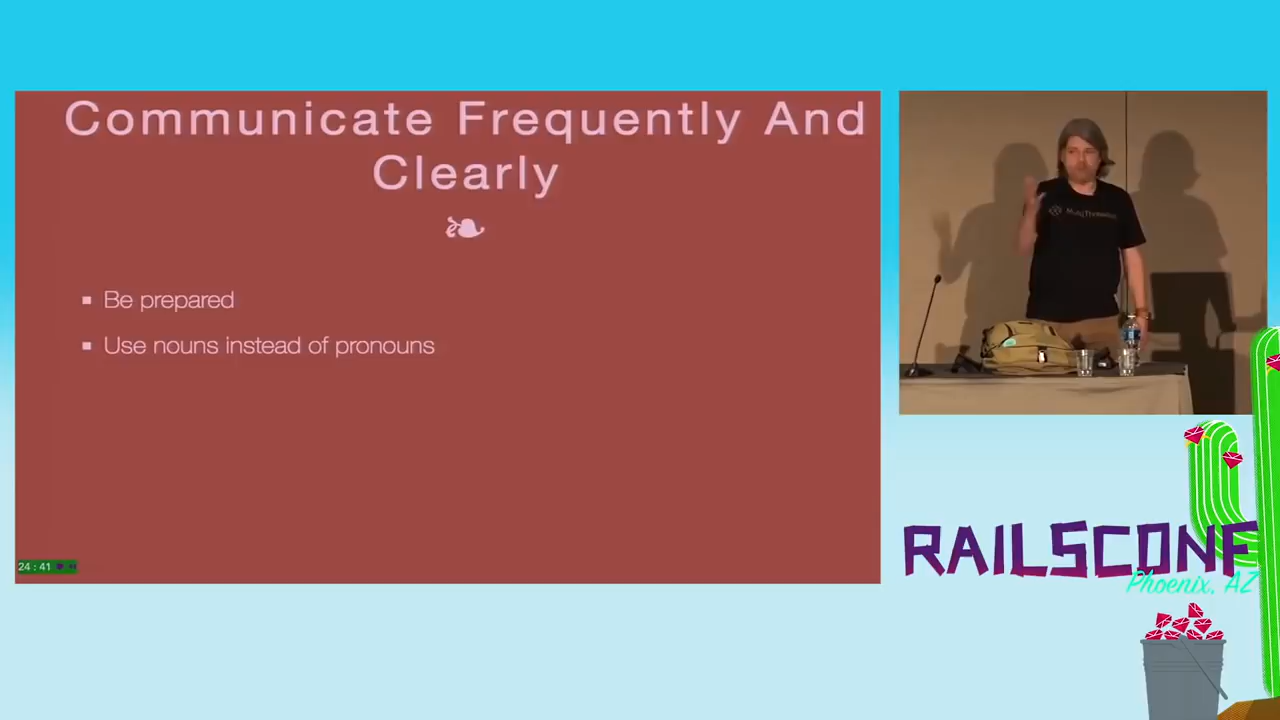 Communicate Frequently And
Clearly
Be prepared
Use nouns instead of pronouns
24:41
RAILSCONF
Phoenix, AZ